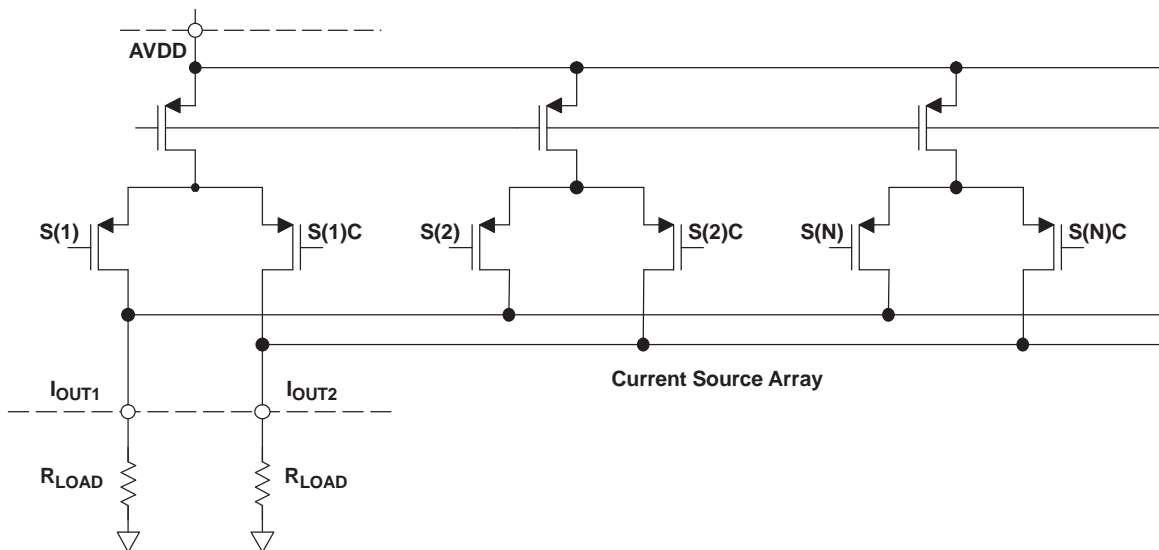 AVDD
S(1)
S(1)C
S(2)
S(2)C
S(N)
S(N)C
Current Source Array
IOUT1
IOUT2
RLOAD
RLOAD